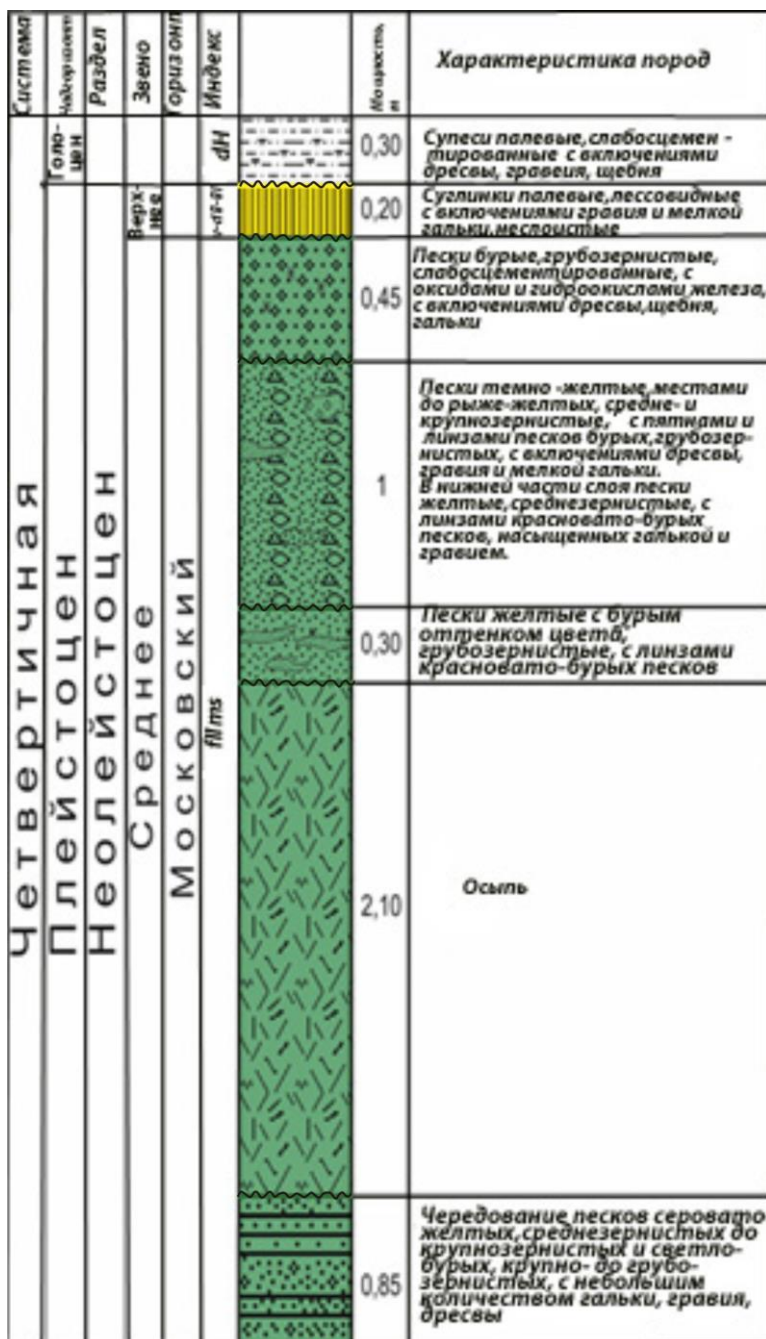 Система
Раздел
Звено
Горизонт
Индекс
Мощность, м
Характеристика пород
Четвертичная
Голо-
цен
Плейстоцен
Неолейстоцен
Верх-
нее
Среднее
Московский
dH
fIIms
0,30
Супеси палевые,слабосцемен -
тированные с включениями
дресвы, гравеия, щебня
0,20
Суглинки палевые,лессовидные
с включениями гравия и мелкой
гальки,неслоистые
0,45
Пески бурые,грубозернистые,
слабосцементированные, с
оксидами и гидроокислами железа,
с включениями дресвы,щебня,
гальки
1
Пески темно -желтые,местами
до рыже-желтых, средне- и
крупнозернистые, с пятнами и
линзами песков бурых,грубозер-
нистых, с включениями дресвы,
гравия и мелкой гальки.
В нижней части слоя пески
желтые,среднезернистые, с
линзами красновато-бурых
песков, насыщенных галькой и
гравием.
0,30
Пески желтые с бурым
оттенком цвета,
грубозернистые, с линзами
красновато-бурых песков
2,10
Осыпь
0,85
Чередование песков серовато
желтых,среднезернистых до
крупнозернистых и светло-
бурых, крупно- до грубо-
зернистых, с небольшим
количеством гальки, гравия,
дресвы